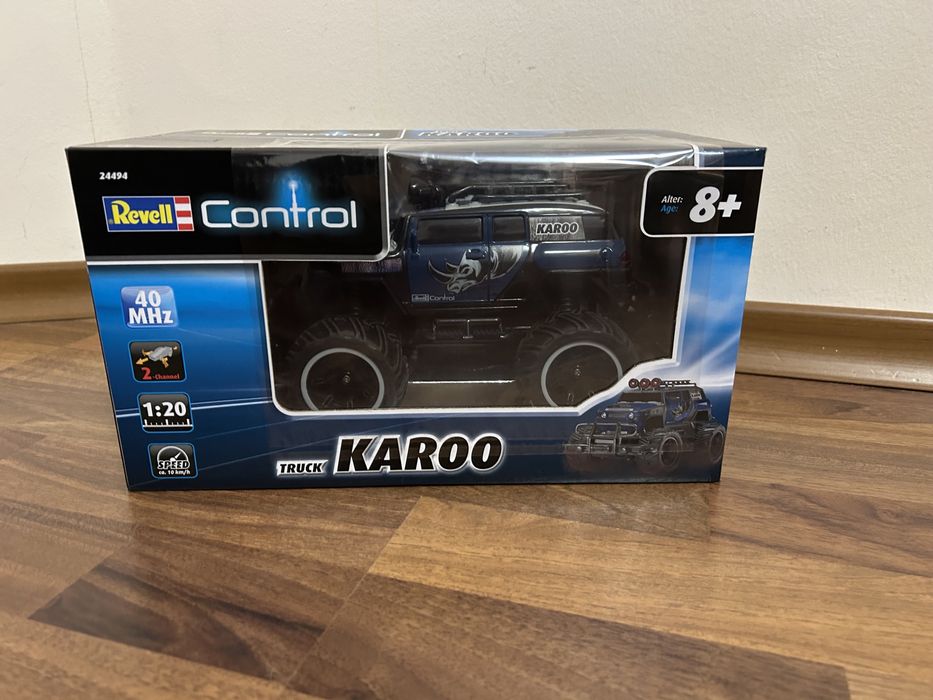 Control
24494
Revell Control
Alter:
Age:
8+
KAROO
Control
40
MHz
2-Channel
1:20
SPEED
ca. 10 km/h
TRUCK KAROO